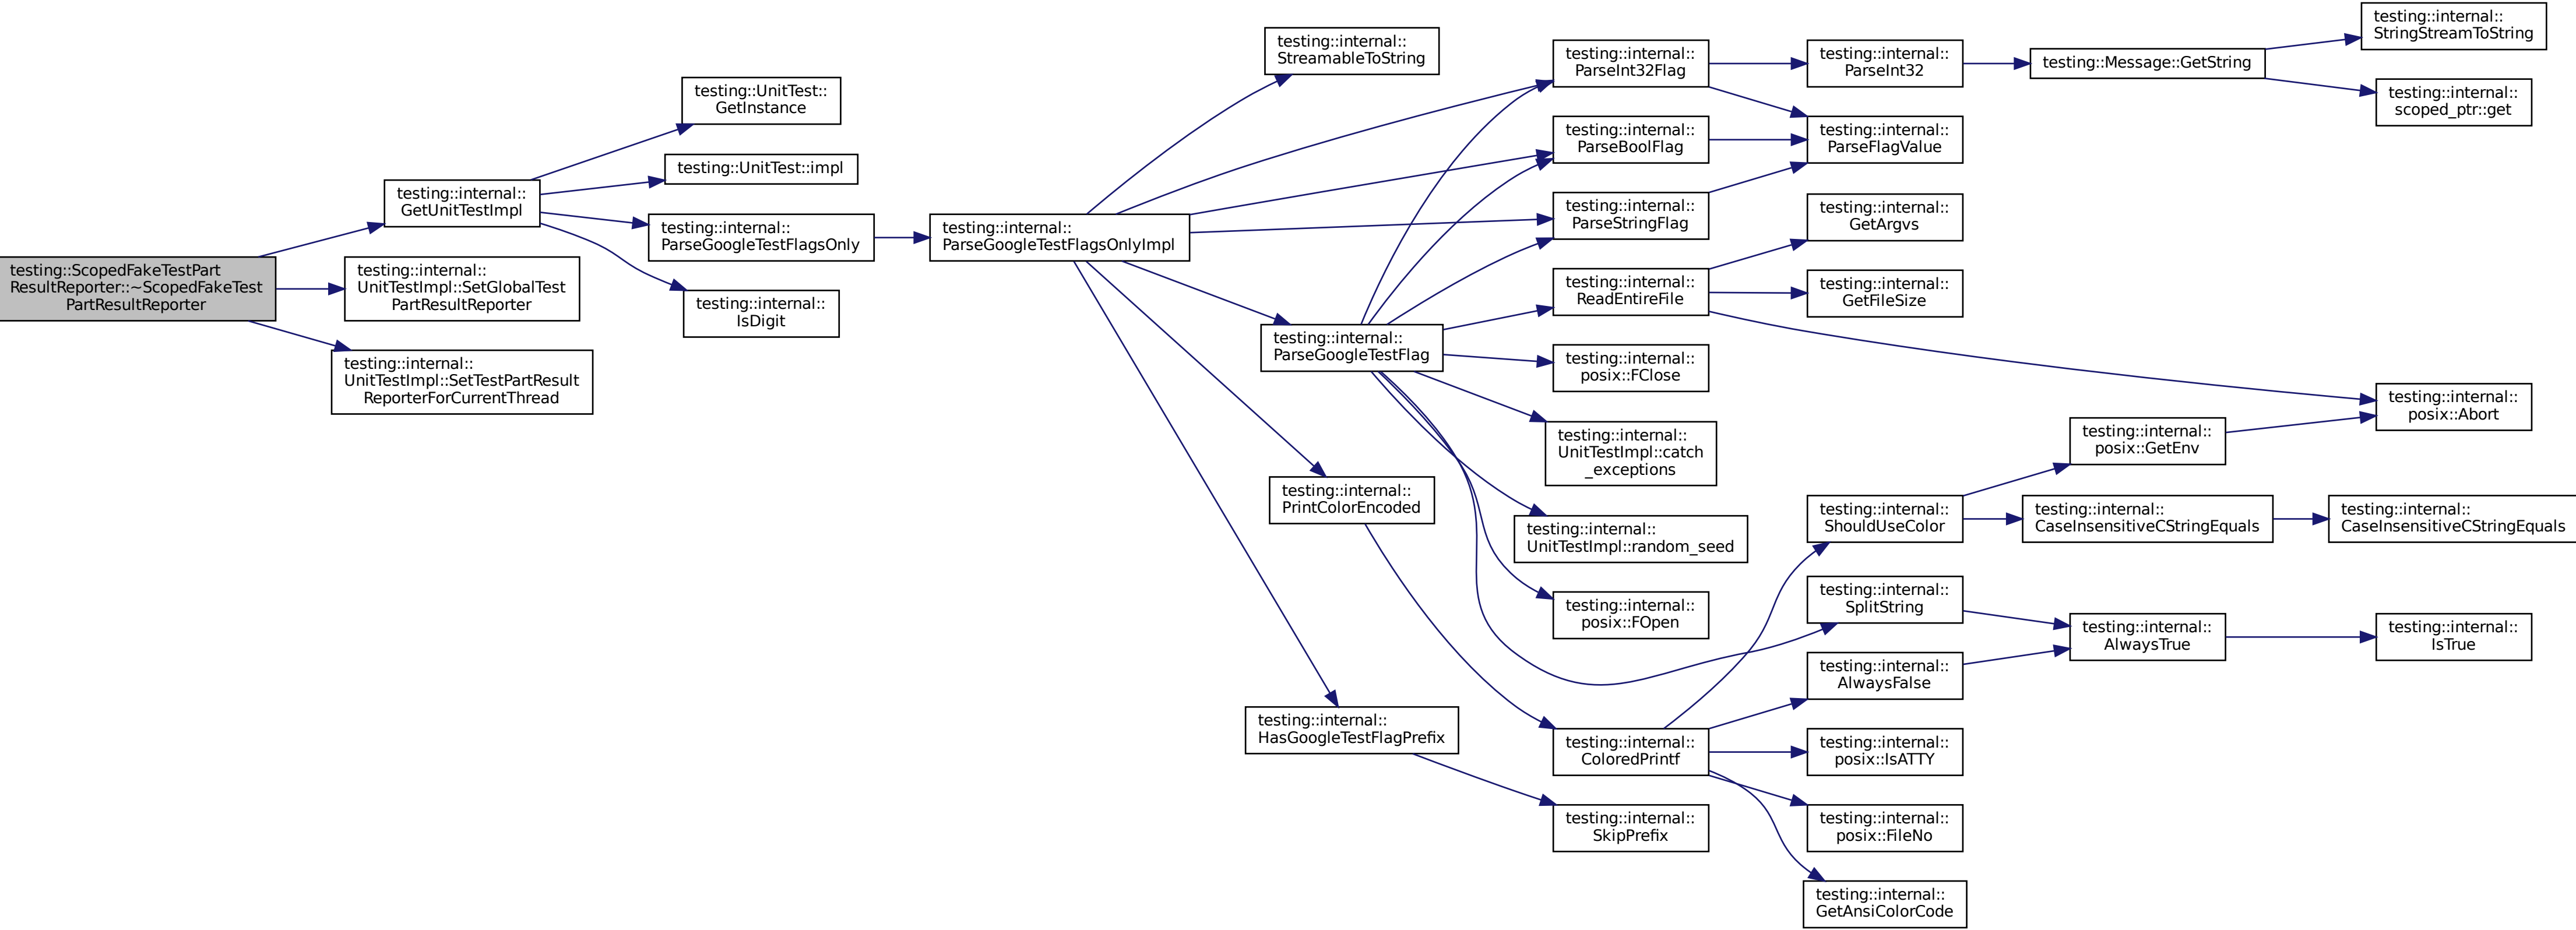 testing::ScopedFakeTestPart
ResultReporter::~ScopedFakeTest
PartResultReporter
testing::internal::
GetUnitTestImpl
testing::internal::
UnitTestImpl::SetGlobalTest
PartResultReporter
testing::internal::
UnitTestImpl::SetTestPartResult
ReporterForCurrentThread
testing::UnitTest::
GetInstance
testing::UnitTest::impl
testing::internal::
ParseGoogleTestFlagsOnly
testing::internal::
IsDigit
testing::internal::
ParseGoogleTestFlagsOnlyImpl
testing::internal::
StreamableToString
testing::internal::
ParseGoogleTestFlag
testing::internal::
PrintColorEncoded
testing::internal::
HasGoogleTestFlagPrefix
testing::internal::
ParseInt32Flag
testing::internal::
ParseBoolFlag
testing::internal::
ParseStringFlag
testing::internal::
ReadEntireFile
testing::internal::
posix::FClose
testing::internal::
UnitTestImpl::catch
_exceptions
testing::internal::
UnitTestImpl::random_seed
testing::internal::
posix::FOpen
testing::internal::
ColoredPrintf
testing::internal::
SkipPrefix
testing::internal::
ParseInt32
testing::internal::
ParseFlagValue
testing::internal::
GetArgvs
testing::internal::
GetFileSize
testing::internal::
ShouldUseColor
testing::internal::
SplitString
testing::internal::
AlwaysFalse
testing::internal::
posix::IsATTY
testing::internal::
posix::FileNo
testing::internal::
GetAnsiColorCode
testing::Message::GetString
testing::internal::
posix::GetEnv
testing::internal::
CaseInsensitiveCStringEquals
testing::internal::
AlwaysTrue
testing::internal::
StringStreamToString
testing::internal::
scoped_ptr::get
testing::internal::
posix::Abort
testing::internal::
CaseInsensitiveCStringEquals
testing::internal::
IsTrue